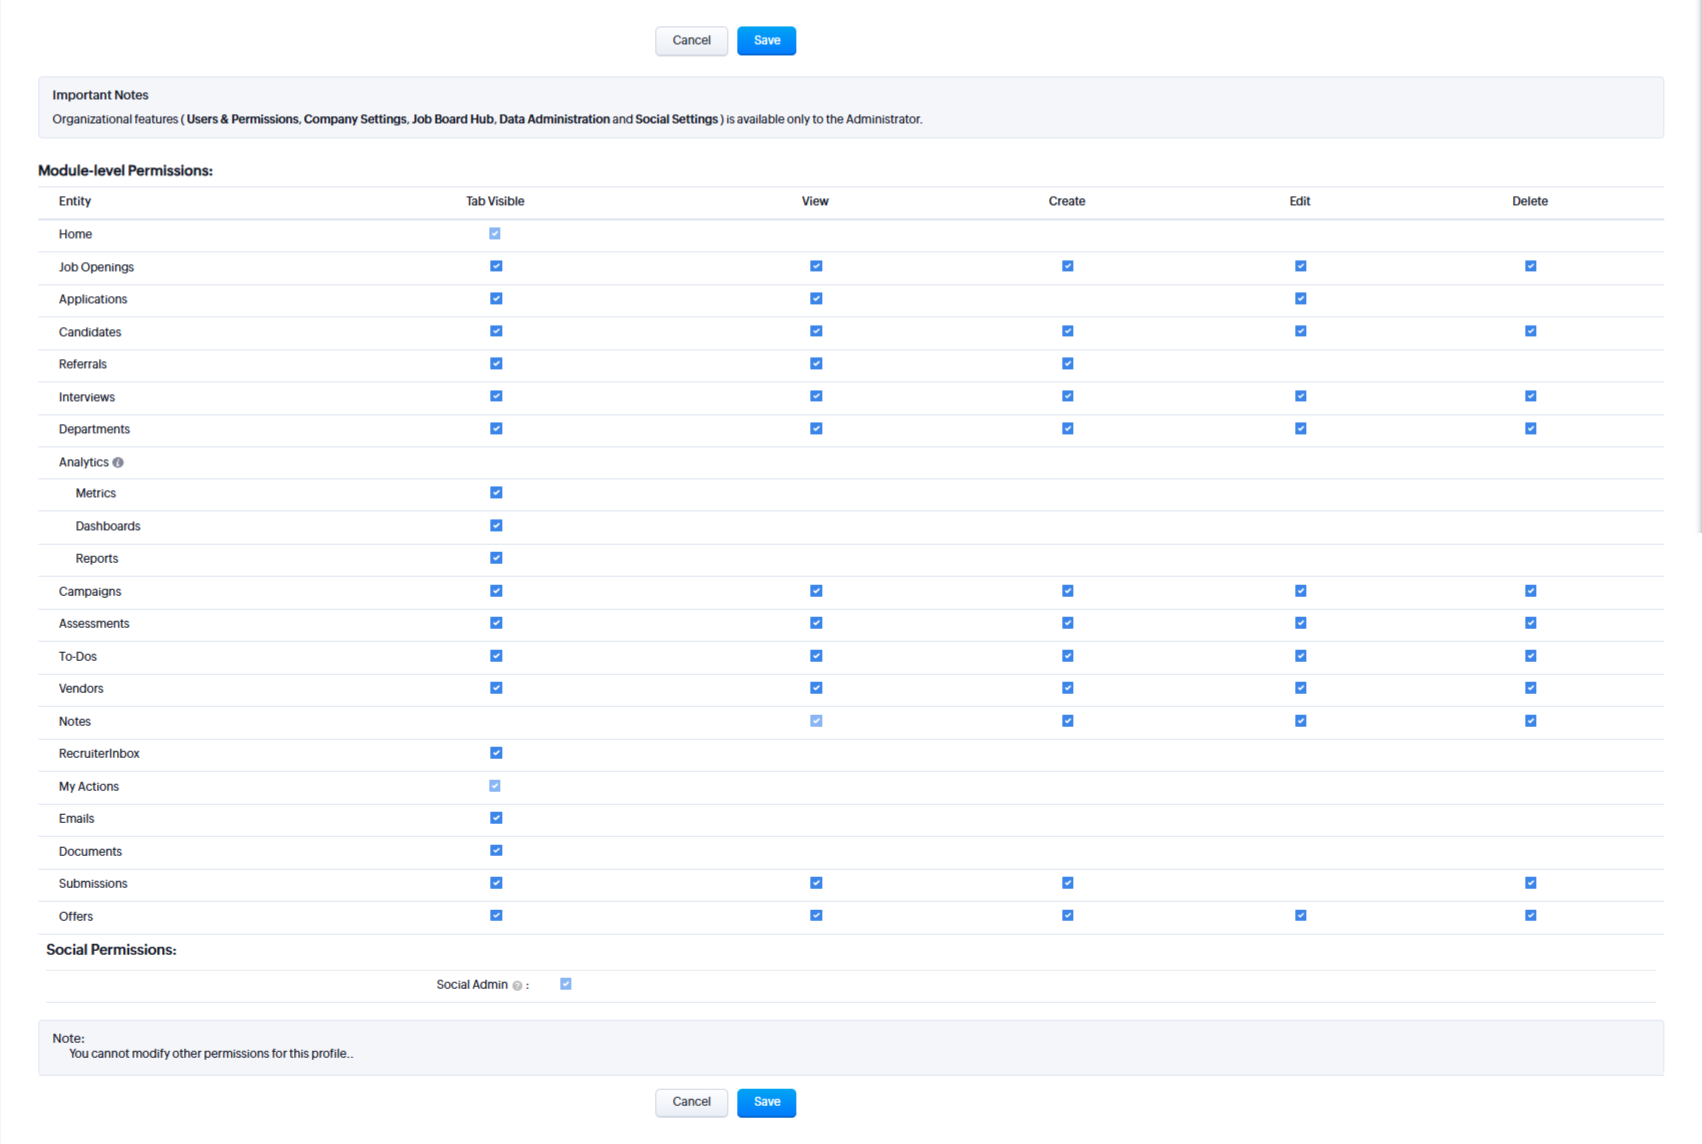 Cancel Save
Important Notes
Organizational features ( Users & Permissions, Company Settings, Job Board Hub, Data Administration and Social Settings ) is available only to the Administrator.
Module-level Permissions:
Entity Tab Visible View Create Edit Delete
Home
Job Openings
Applications
Candidates
Referrals
Interviews
Departments
Analytics
Metrics
Dashboards
Reports
Campaigns
Assessments
To-Dos
Vendors
Notes
RecruiterInbox
My Actions
Emails
Documents
Submissions
Offers
Social Permissions:
Social Admin ? :
Note:
You cannot modify other permissions for this profile..
Cancel Save